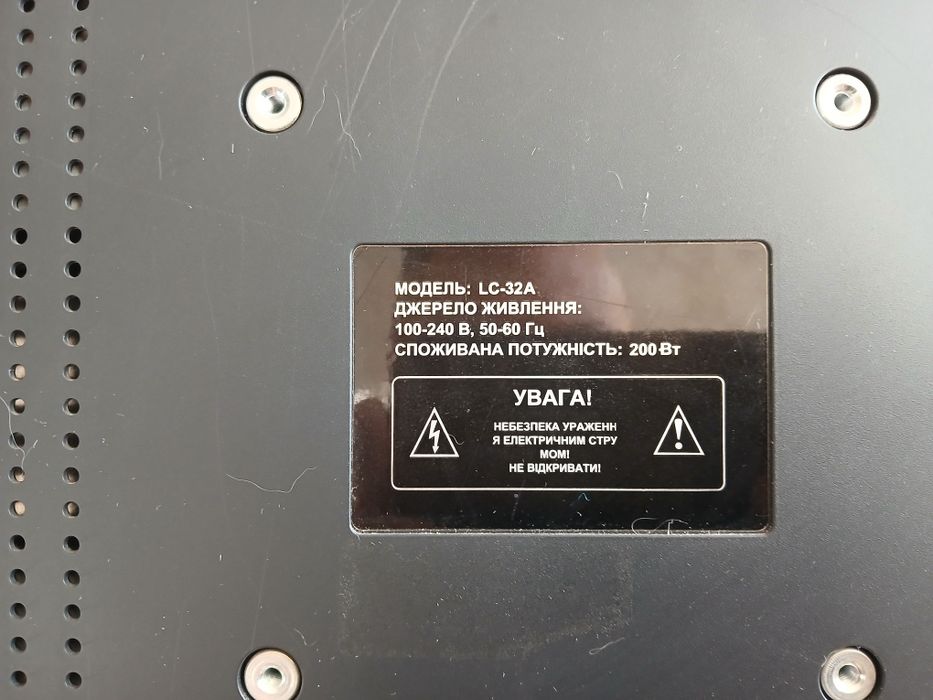 МОДЕЛЬ: LC-32A
ДЖЕРЕЛО ЖИВЛЕННЯ:
100-240 В, 50-60 Гц
СПОЖИВАНА ПОТУЖНІСТЬ: 200 Вт
УВАГА!
НЕБЕЗПЕКА УРАЖЕНН
Я ЕЛЕКТРИЧНИМ СТРУ
МОМ!
НЕ ВІДКРИВАТИ!